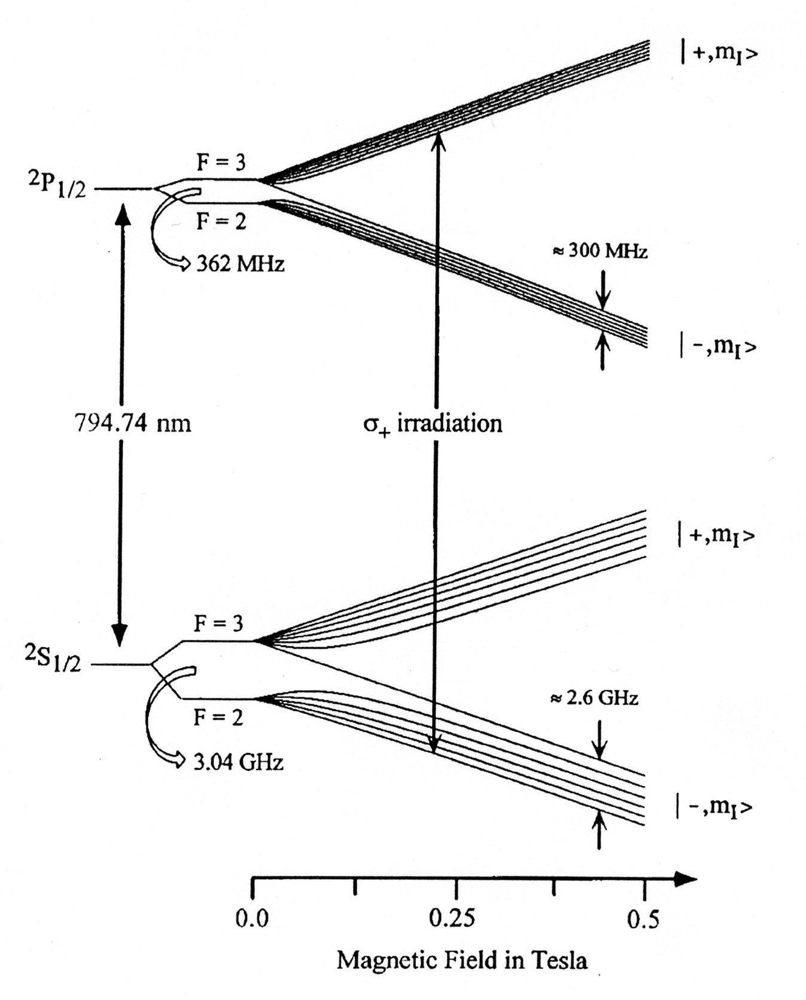 | +,mI>
F = 3
2P1/2
F = 2
362 MHz
≈ 300 MHz
| -,mI>
794.74 nm
σ+ irradiation
| +,mI>
F = 3
2S1/2
≈ 2.6 GHz
F = 2
3.04 GHz
| -,mI>
0.0
0.25
0.5
Magnetic Field in Tesla